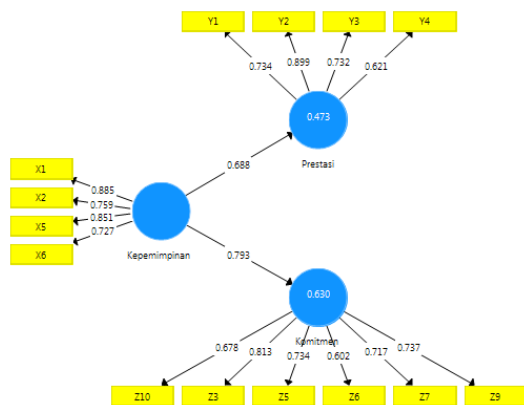 Y1 Y2 Y3 Y4
0.734 0.899 0.732 0.621
0.473
Prestasi
0.688
X1
X2
X5
X6
0.885
0.759
0.851
0.727
Kepemimpinan
0.793
0.630
Komitmen
0.678 0.813 0.734 0.602 0.717 0.737
Z10 Z3 Z5 Z6 Z7 Z9